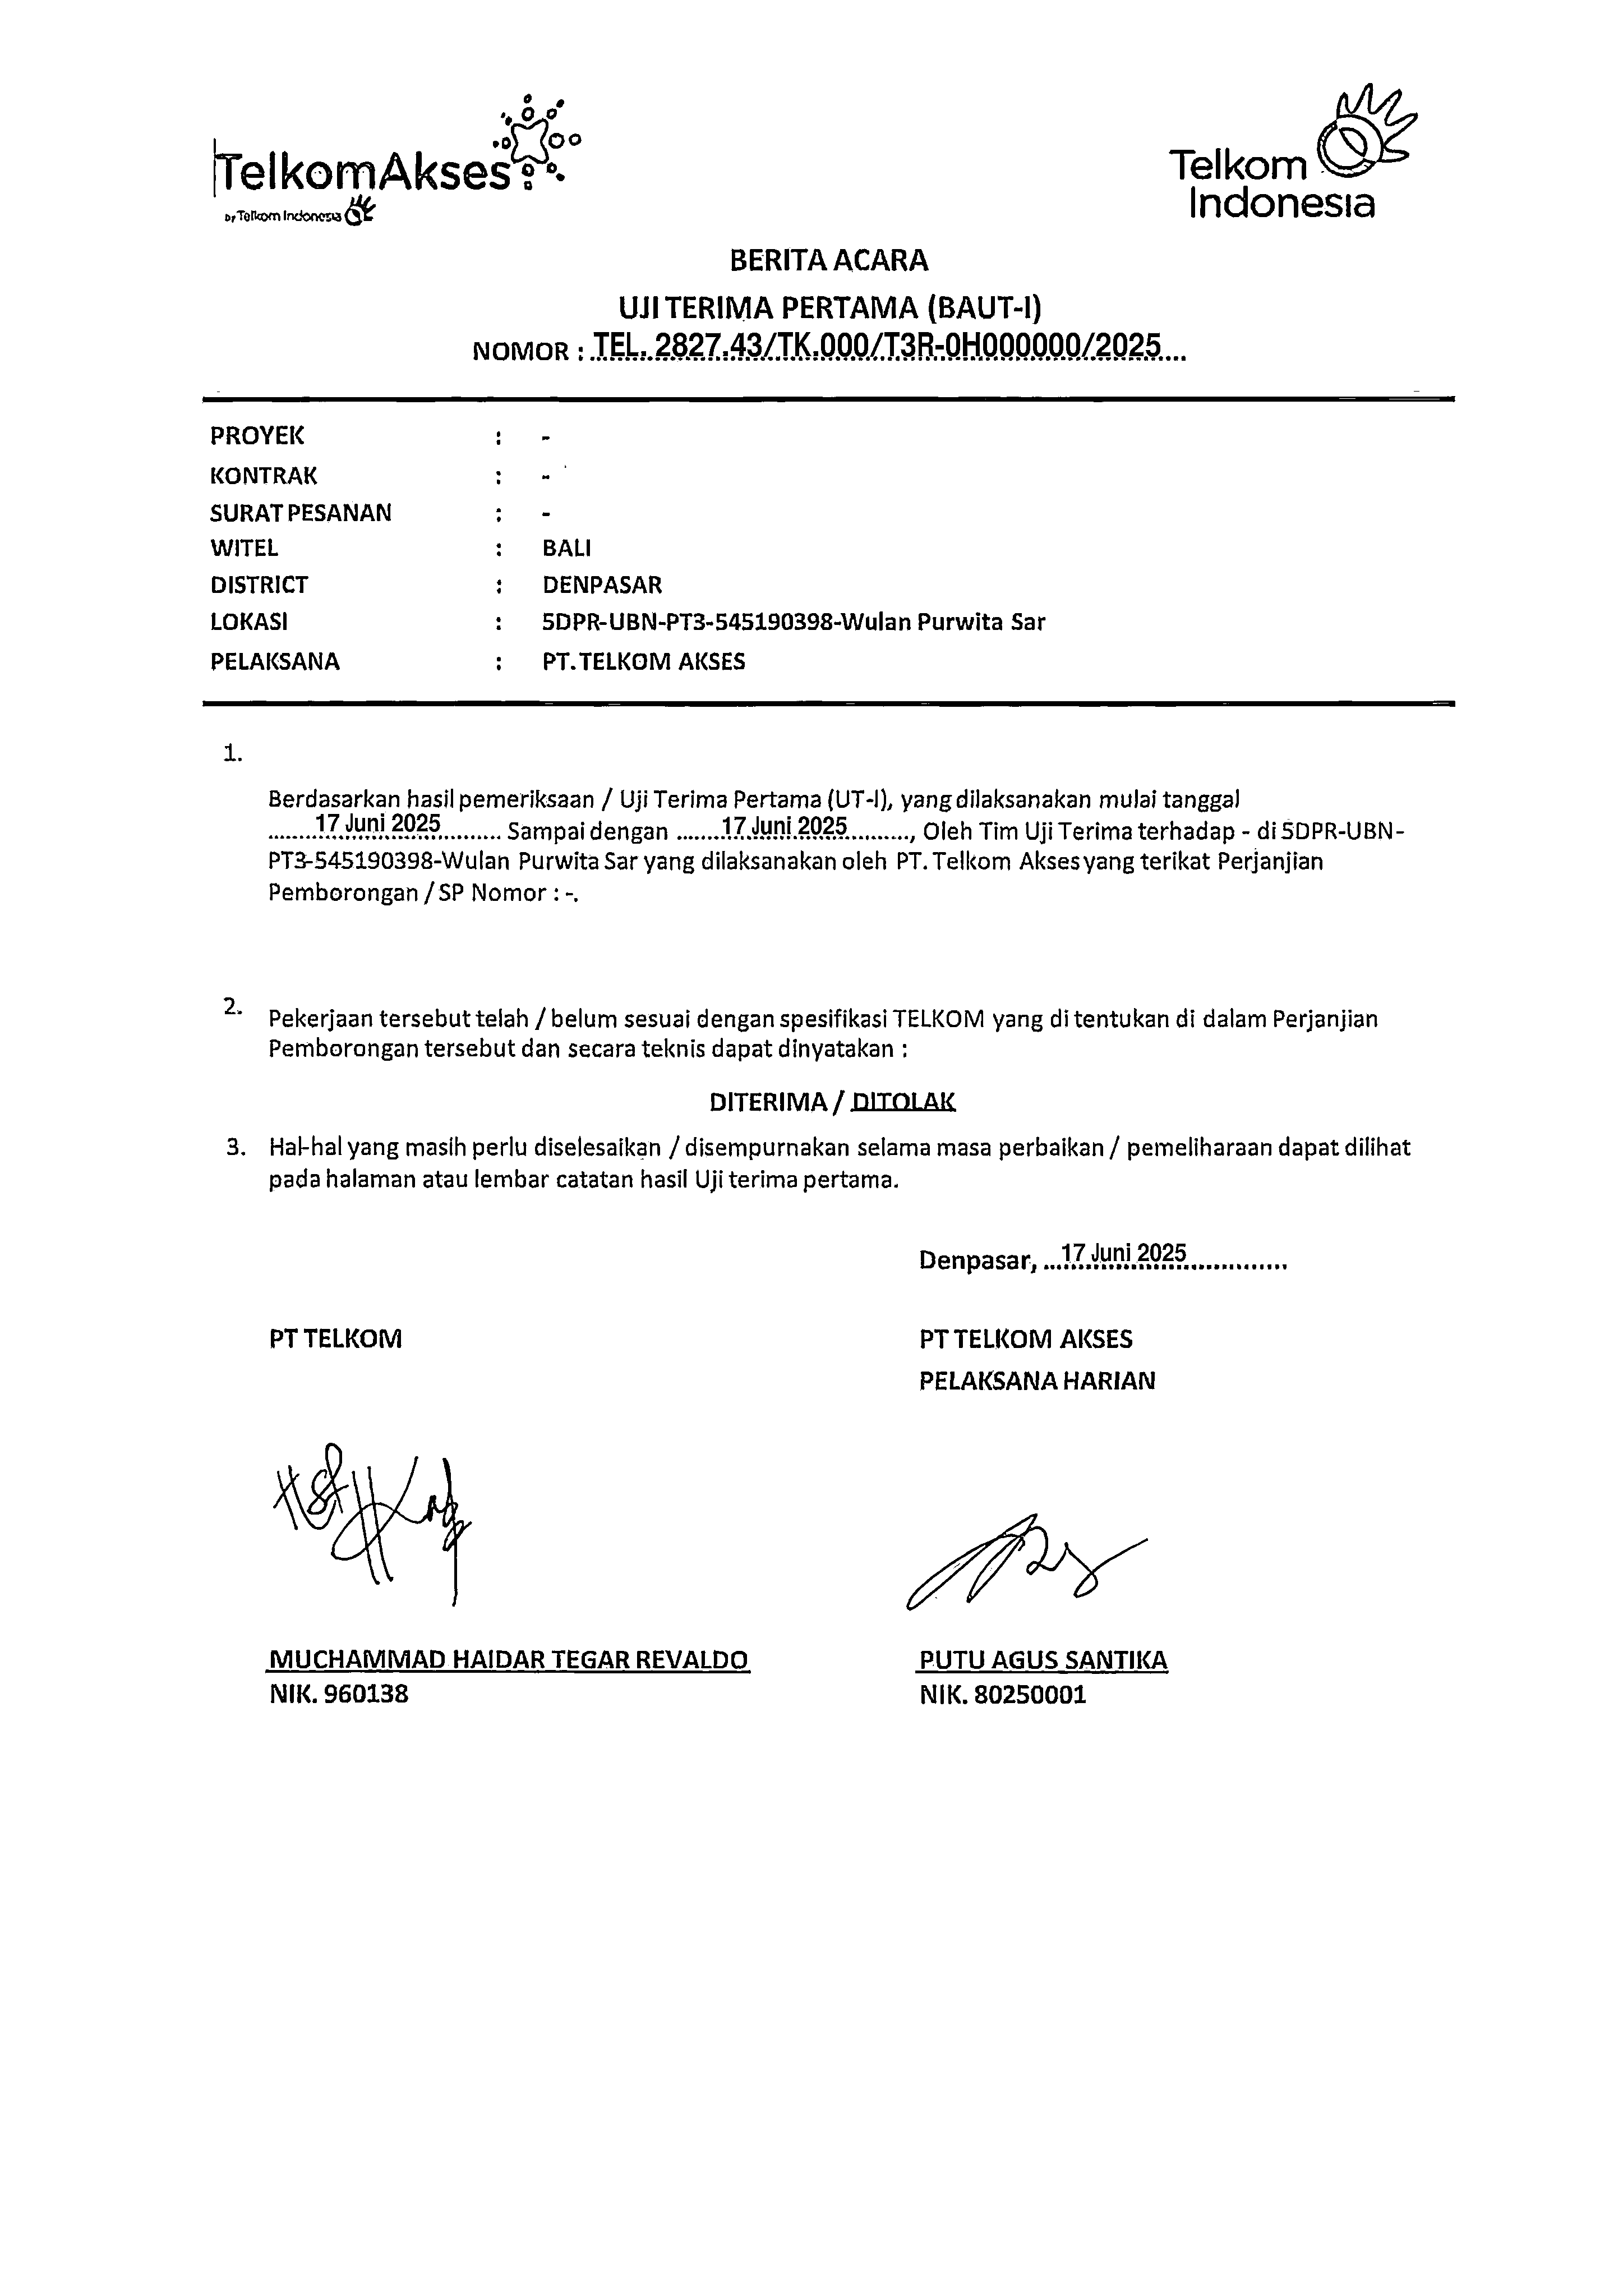 TelkomAkses
by Telkom Indonesia
Telkom
Indonesia
BERITA ACARA
UJI TERIMA PERTAMA (BAUT-I)
NOMOR : TEL. 2827.43/TK.000/T3R-0H000000/2025...
PROYEK : -
KONTRAK : -
SURAT PESANAN : -
WITEL : BALI
DISTRICT : DENPASAR
LOKASI : 5DPR-UBN-PT3-545190398-Wulan Purwita Sar
PELAKSANA : PT.TELKOM AKSES
1.
Berdasarkan hasil pemeriksaan / Uji Terima Pertama (UT-I), yang dilaksanakan mulai tanggal
.......17 Juni 2025.......... Sampai dengan .......17 Juni 2025.........., Oleh Tim Uji Terima terhadap - di 5DPR-UBN-
PT3-545190398-Wulan Purwita Sar yang dilaksanakan oleh PT. Telkom Akses yang terikat Perjanjian
Pemborongan / SP Nomor : -.
2. Pekerjaan tersebut telah / belum sesuai dengan spesifikasi TELKOM yang di tentukan di dalam Perjanjian
Pemborongan tersebut dan secara teknis dapat dinyatakan :
DITERIMA / DITOLAK
3. Hal-hal yang masih perlu diselesaikan / disempurnakan selama masa perbaikan / pemeliharaan dapat dilihat
pada halaman atau lembar catatan hasil Uji terima pertama.
Denpasar, ...17 Juni 2025...............
PT TELKOM
PT TELKOM AKSES
PELAKSANA HARIAN
MUCHAMMAD HAIDAR TEGAR REVALDO
PUTU AGUS SANTIKA
NIK. 960138
NIK. 80250001